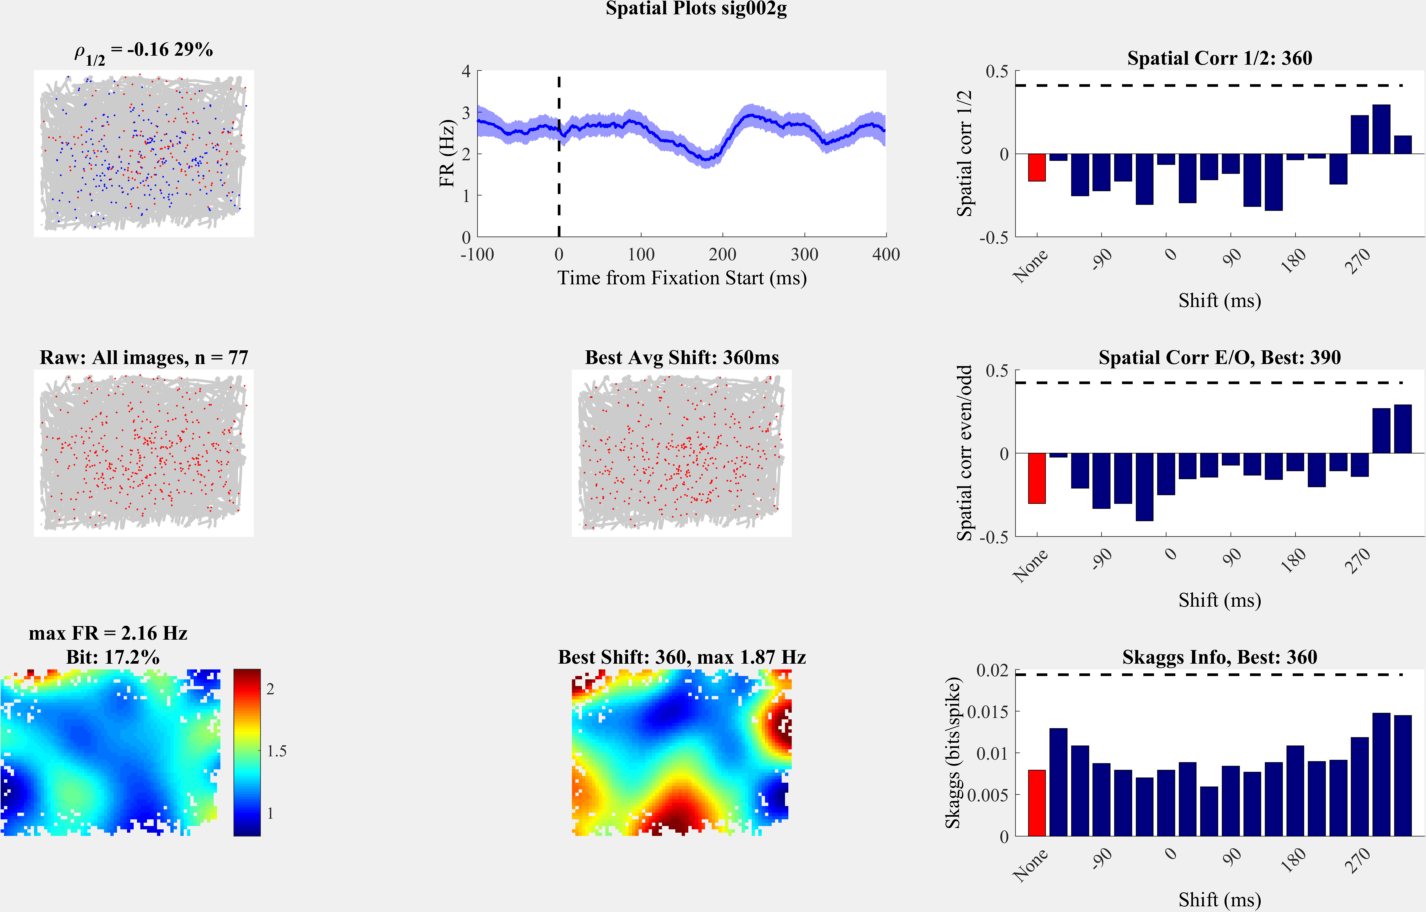 Spatial Plots sig002g
ρ1/2 = -0.16 29%
4
3
2
1
0
FR (Hz)
-100
0
100
200
300
400
Time from Fixation Start (ms)
Spatial Corr 1/2: 360
0.5
0
-0.5
Spatial corr 1/2
None
-90
0
90
180
270
Shift (ms)
Raw: All images, n = 77
Best Avg Shift: 360ms
Spatial Corr E/O, Best: 390
0.5
0
-0.5
Spatial corr even/odd
None
-90
0
90
180
270
Shift (ms)
max FR = 2.16 Hz
Bit: 17.2%
2
1.5
1
Best Shift: 360, max 1.87 Hz
Skaggs Info, Best: 360
0.02
0.015
0.01
0.005
0
Skaggs (bits\spike)
None
-90
0
90
180
270
Shift (ms)